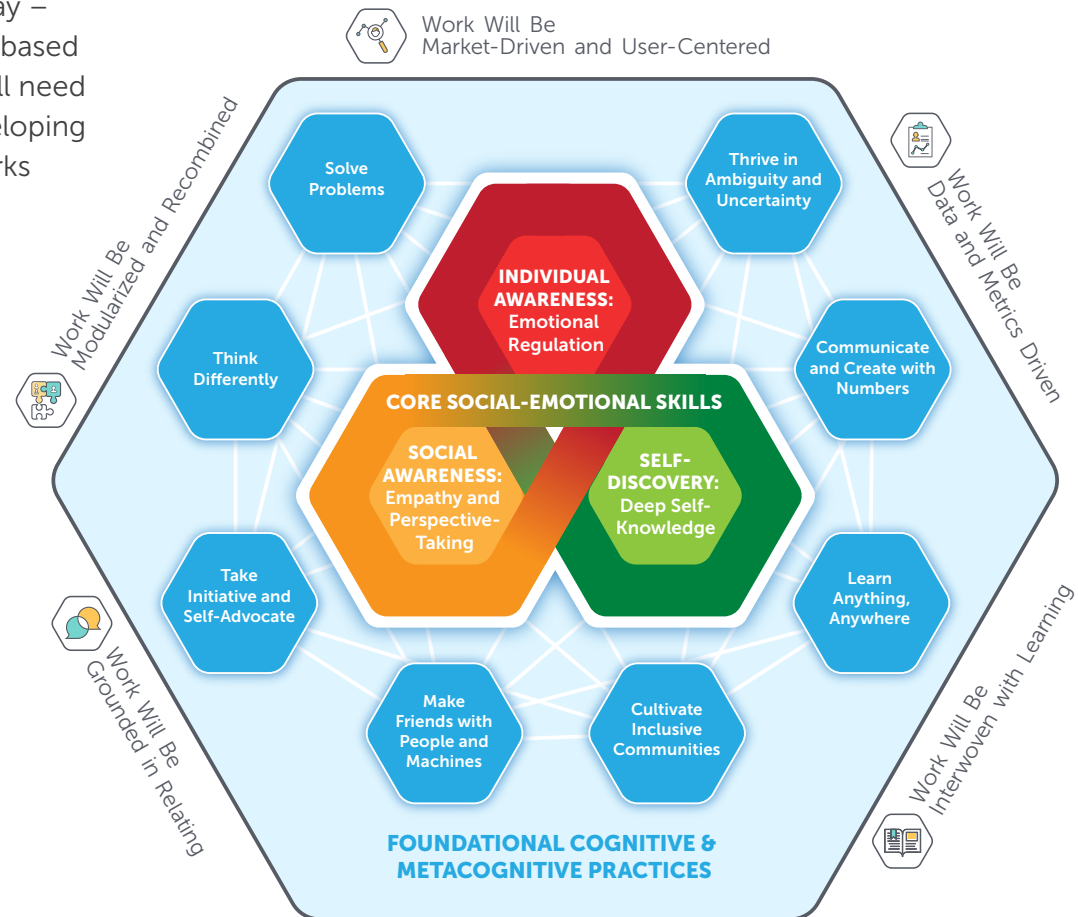 ay –
based
ll need
eloping
rks
Work Will Be
Market-Driven and User-Centered
Work Will Be
Modularized and Recombined
Work Will Be
Data and Metrics Driven
Solve
Problems
Thrive in
Ambiguity and
Uncertainty
INDIVIDUAL
AWARENESS:
Emotional
Regulation
Think
Differently
Communicate
and Create with
Numbers
CORE SOCIAL-EMOTIONAL SKILLS
SOCIAL
AWARENESS:
Empathy and
Perspective-
Taking
SELF-
DISCOVERY:
Deep Self-
Knowledge
Take
Initiative and
Self-Advocate
Learn
Anything,
Anywhere
Make
Friends with
People and
Machines
Cultivate
Inclusive
Communities
Work Will Be
Grounded in Relating
Work Will Be
Interwoven with Learning
FOUNDATIONAL COGNITIVE &
METACOGNITIVE PRACTICES